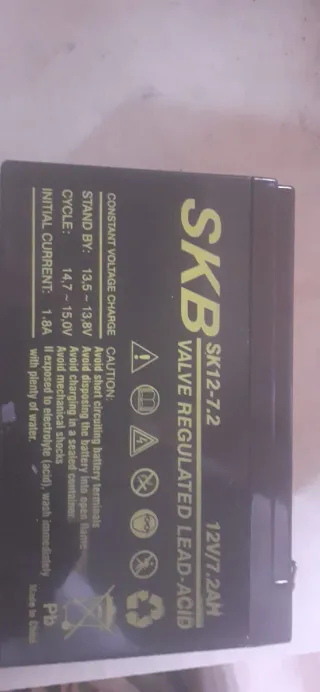 SKB SK12-7.2 12V/7.2AH
VALVE REGULATED LEAD-ACID
CONSTANT VOLTAGE CHARGE
STAND BY: 13,5 ~ 13,8V
CYCLE: 14,7 ~ 15,0V
INITIAL CURRENT: 1.8A
CAUTION:
Avoid short circuiting battery terminals
Avoid disposing the battery into open flame
Avoid charging in a sealed container
Avoid mechanical shocks
If exposed to electrolyte (acid), wash immediately
with plenty of water.
Pb
Made in China